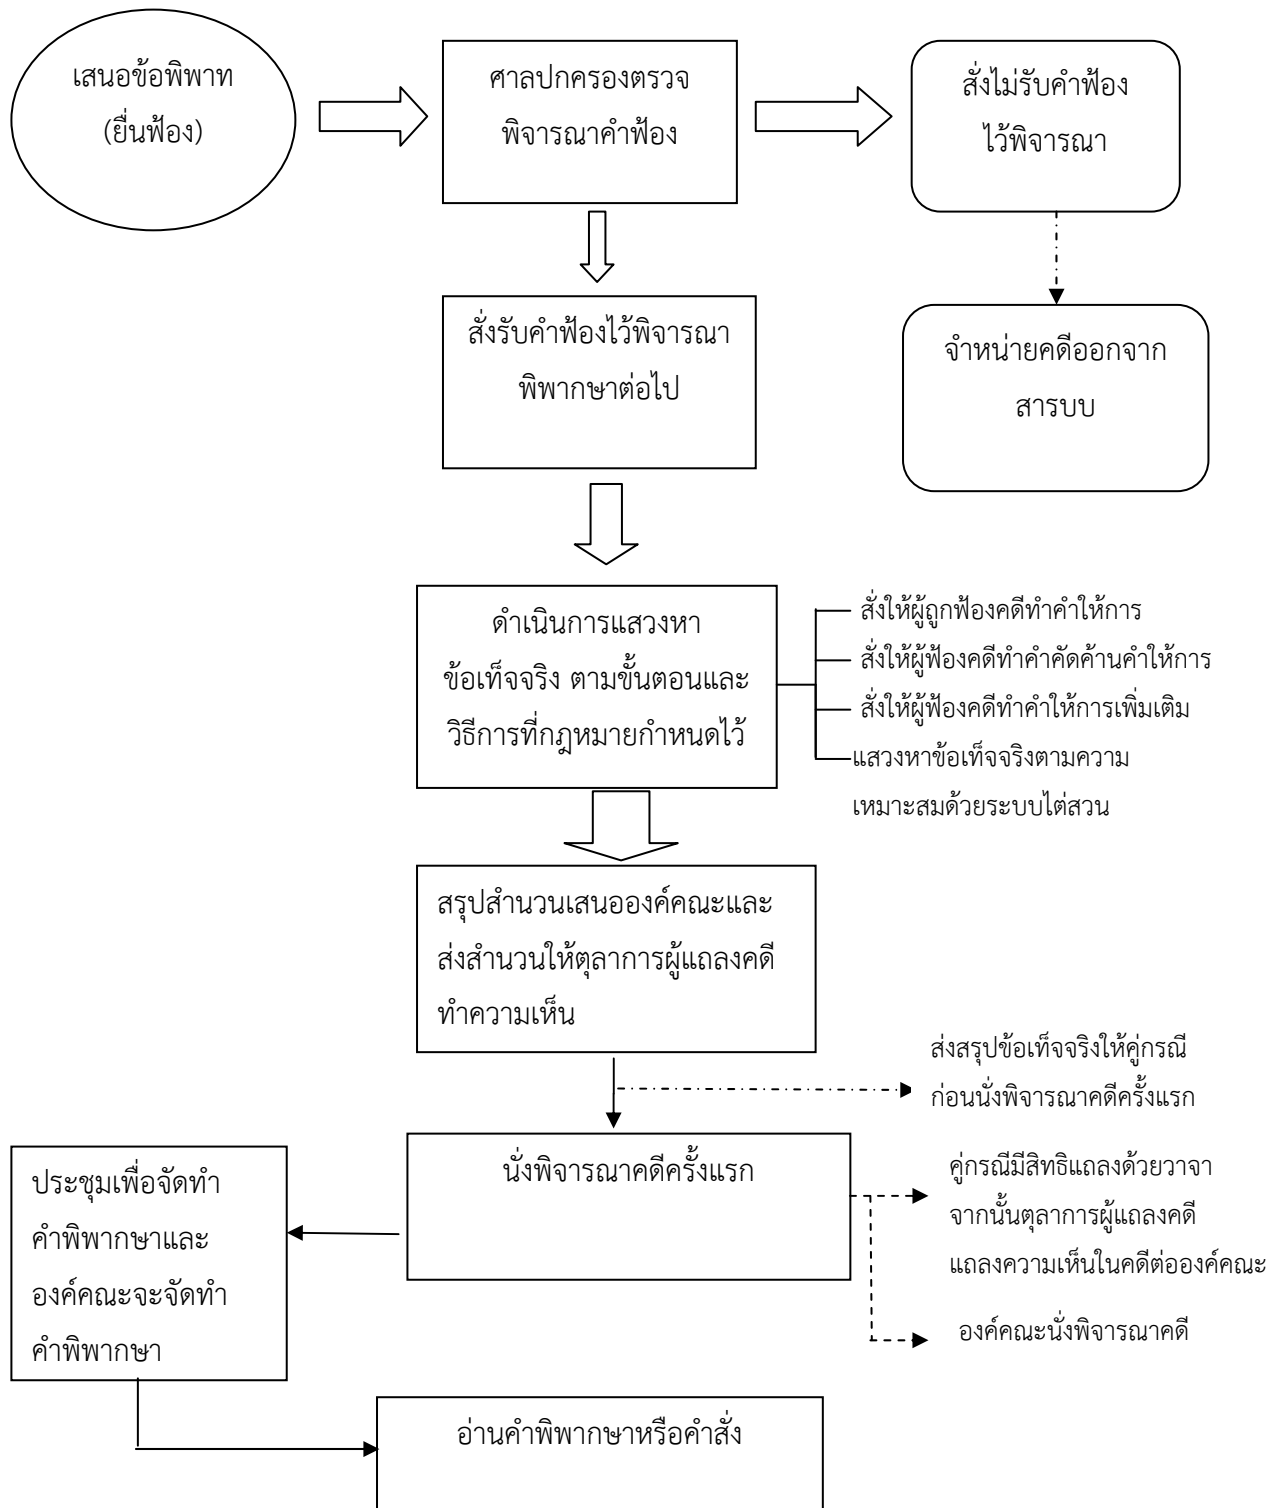 เสนอข้อพิพาท
(ยื่นฟ้อง)
ศาลปกครองตรวจ
พิจารณาคำฟ้อง
สั่งไม่รับคำฟ้อง
ไว้พิจารณา
สั่งรับคำฟ้องไว้พิจารณา
พิพากษาต่อไป
จำหน่ายคดีออกจาก
สารบบ
ดำเนินการแสวงหา
ข้อเท็จจริง ตามขั้นตอนและ
วิธีการที่กฎหมายกำหนดไว้
สั่งให้ผู้ถูกฟ้องคดีทำคำให้การ
สั่งให้ผู้ฟ้องคดีทำคำคัดค้านคำให้การ
สั่งให้ผู้ฟ้องคดีทำคำให้การเพิ่มเติม
แสวงหาข้อเท็จจริงตามความ
เหมาะสมด้วยระบบไต่สวน
สรุปสำนวนเสนอองค์คณะและ
ส่งสำนวนให้ตุลาการผู้แถลงคดี
ทำความเห็น
ส่งสรุปข้อเท็จจริงให้คู่กรณี
ก่อนนั่งพิจารณาคดีครั้งแรก
นั่งพิจารณาคดีครั้งแรก
คู่กรณีมีสิทธิแถลงด้วยวาจา
จากนั้นตุลาการผู้แถลงคดี
แถลงความเห็นในคดีต่อองค์คณะ
องค์คณะนั่งพิจารณาคดี
ประชุมเพื่อจัดทำ
คำพิพากษาและ
องค์คณะจะจัดทำ
คำพิพากษา
อ่านคำพิพากษาหรือคำสั่ง